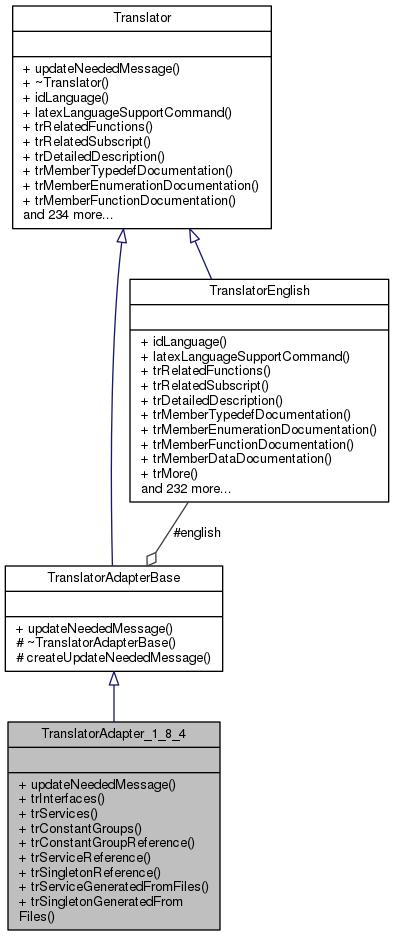 Translator
+ updateNeededMessage()
+ ~Translator()
+ idLanguage()
+ latexLanguageSupportCommand()
+ trRelatedFunctions()
+ trRelatedSubscript()
+ trDetailedDescription()
+ trMemberTypedefDocumentation()
+ trMemberEnumerationDocumentation()
+ trMemberFunctionDocumentation()
and 234 more...
TranslatorEnglish
+ idLanguage()
+ latexLanguageSupportCommand()
+ trRelatedFunctions()
+ trRelatedSubscript()
+ trDetailedDescription()
+ trMemberTypedefDocumentation()
+ trMemberEnumerationDocumentation()
+ trMemberFunctionDocumentation()
+ trMemberDataDocumentation()
+ trMore()
and 232 more...
#english
TranslatorAdapterBase
+ updateNeededMessage()
# ~TranslatorAdapterBase()
# createUpdateNeededMessage()
TranslatorAdapter_1_8_4
+ updateNeededMessage()
+ trInterfaces()
+ trServices()
+ trConstantGroups()
+ trConstantGroupReference()
+ trServiceReference()
+ trSingletonReference()
+ trServiceGeneratedFromFiles()
+ trSingletonGeneratedFrom
Files()